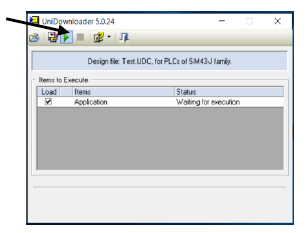 UniDownloader 5.0.24
Design file: Test.UDC, for PLCs of SM43-J family.
Items to Execute
Load Items Status
Application Waiting for execution